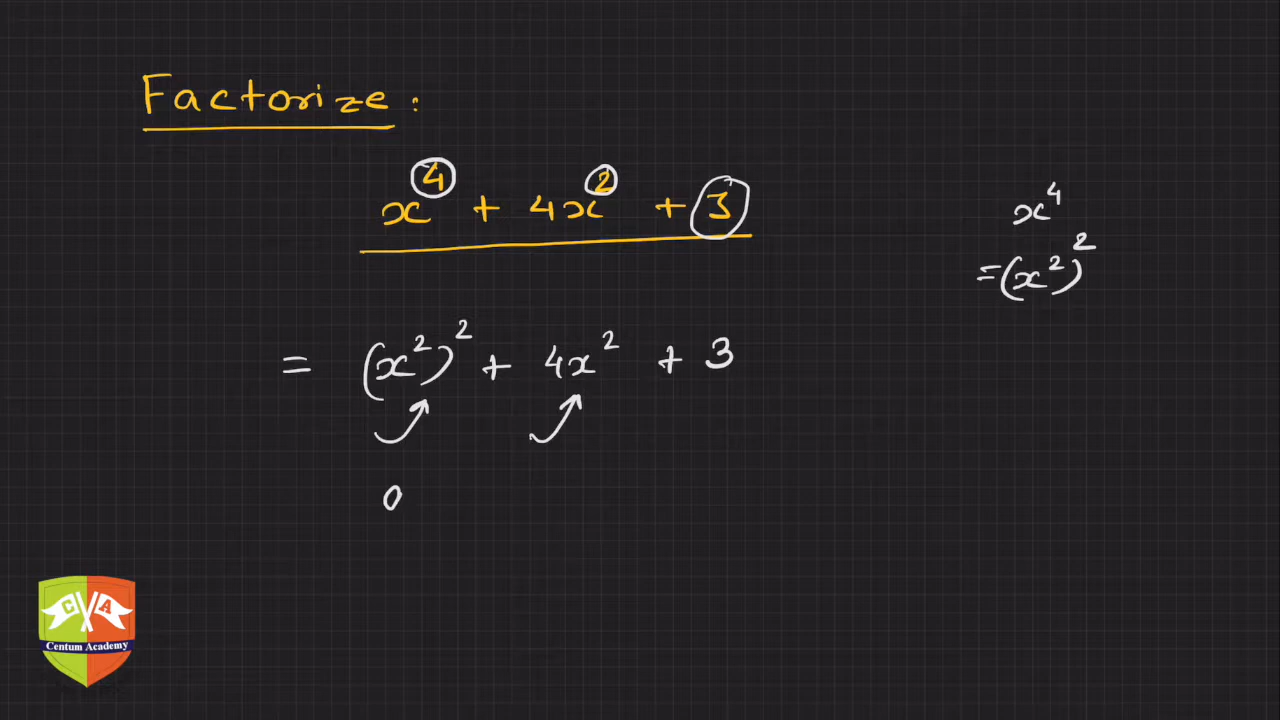 Factorize:
x⁴ + 4x² + 3
x⁴
= (x²)²
= (x²)² + 4x² + 3
0
C A
Centum Academy